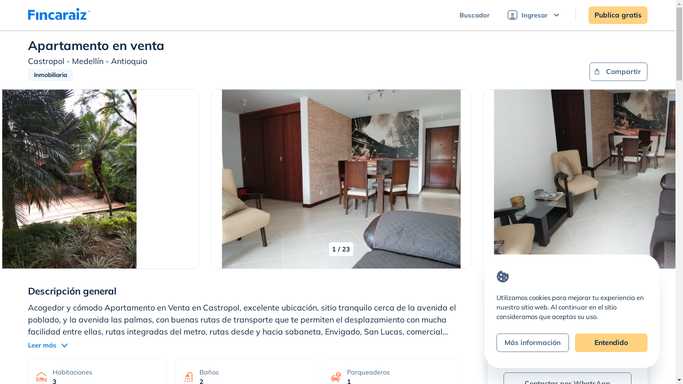 Fincaraiz
Buscador
Ingresar
Publica gratis
Apartamento en venta
Castropol - Medellín - Antioquia
Inmobiliaria
Compartir
1 / 23
Descripción general
Acogedor y cómodo Apartamento en Venta en Castropol, excelente ubicación, sitio tranquilo cerca de la avenida el
poblado, y la avenida las palmas, con buenas rutas de transporte que te permiten el desplazamiento con mucha
facilidad entre ellas, rutas integradas del metro, rutas desde y hacia sabaneta, Envigado, San Lucas, comercial...
Leer más
Habitaciones
3
Baños
2
Parqueaderos
1
Utilizamos cookies para mejorar tu experiencia en
nuestro sitio web. Al continuar en el sitio
consideramos que aceptas su uso.
Más información
Entendido
Contactar por WhatsApp